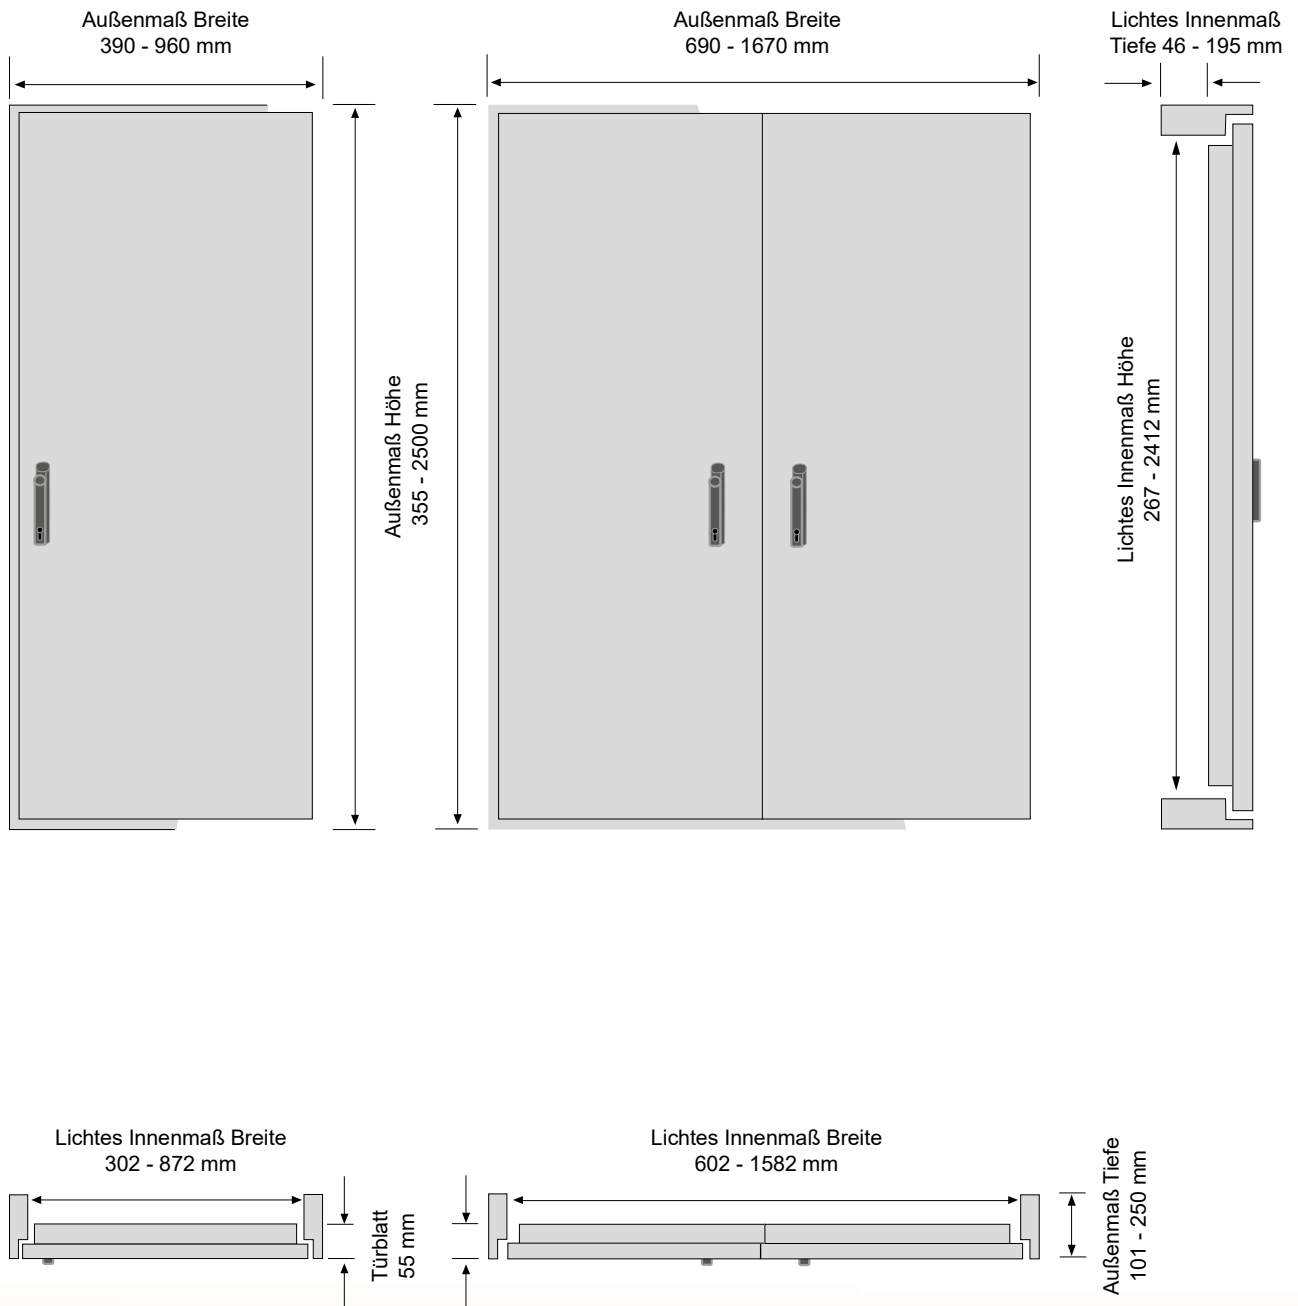 Außenmaß Breite
390 - 960 mm
Außenmaß Breite
690 - 1670 mm
Lichtes Innenmaß
Tiefe 46 - 195 mm
Außenmaß Höhe
355 - 2500 mm
Lichtes Innenmaß Höhe
267 - 2412 mm
Lichtes Innenmaß Breite
302 - 872 mm
Lichtes Innenmaß Breite
602 - 1582 mm
Türblatt
55 mm
Außenmaß Tiefe
101 - 250 mm